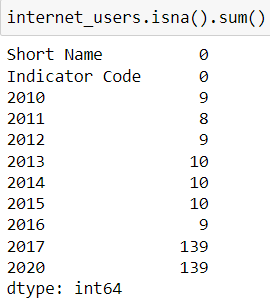 internet_users.isna().sum()
Short Name 0
Indicator Code 0
2010 9
2011 8
2012 9
2013 10
2014 10
2015 10
2016 9
2017 139
2020 139
dtype: int64